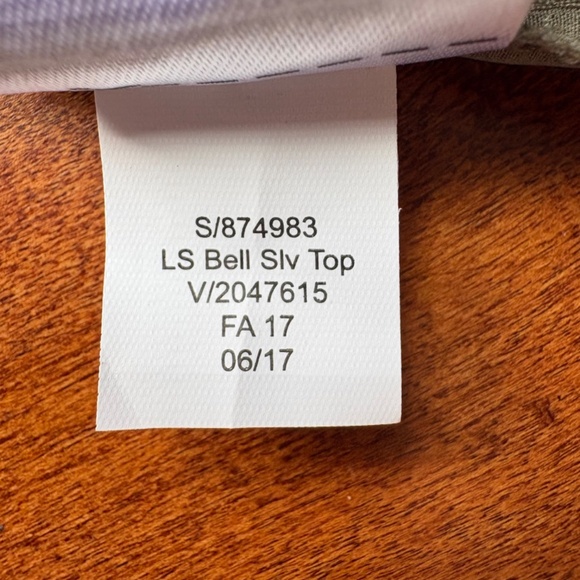 S/874983
LS Bell Slv Top
V/2047615
FA 17
06/17